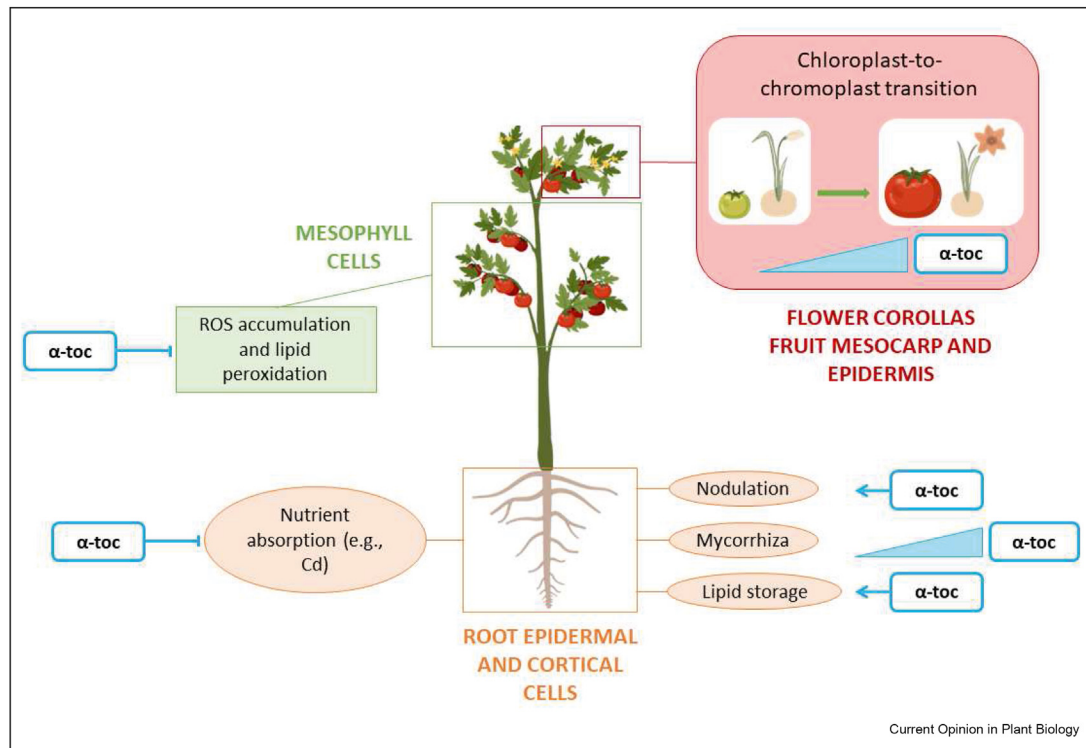 Chloroplast-to-
chromoplast transition
α-toc
FLOWER COROLLAS
FRUIT MESOCARP AND
EPIDERMIS
MESOPHYLL
CELLS
α-toc
ROS accumulation
and lipid
peroxidation
α-toc
Nutrient
absorption (e.g.,
Cd)
Nodulation
α-toc
Mycorrhiza
α-toc
Lipid storage
α-toc
ROOT EPIDERMAL
AND CORTICAL
CELLS
Current Opinion in Plant Biology